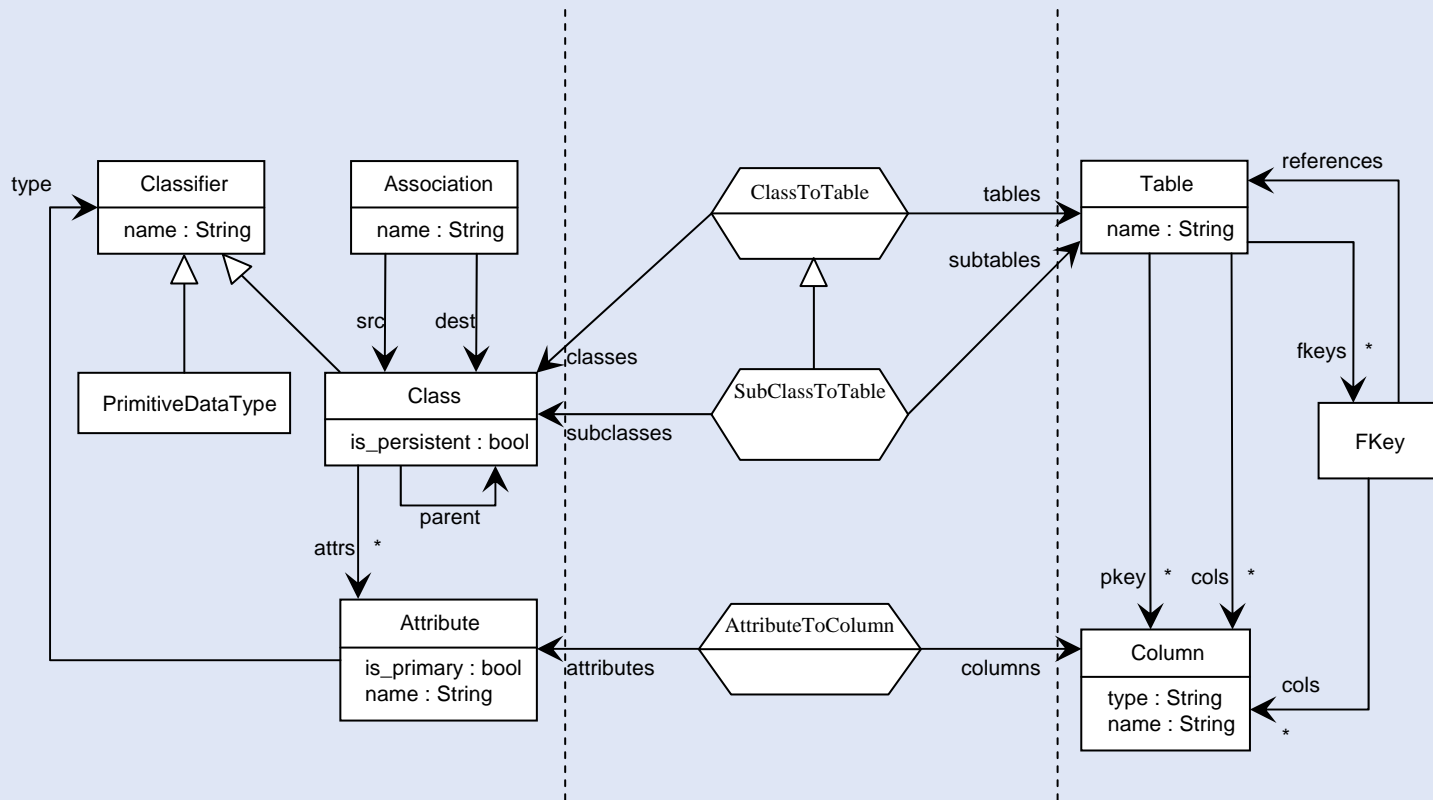 type
Classifier
name : String
Association
name : String
ClassToTable
tables
Table
name : String
references
subtables
src
dest
classes
fkeys *
PrimitiveDataType
Class
is_persistent : bool
SubClassToTable
subclasses
FKey
parent
attrs *
pkey *
cols *
Attribute
is_primary : bool
name : String
AttributeToColumn
attributes
columns
Column
type : String
name : String
cols
*